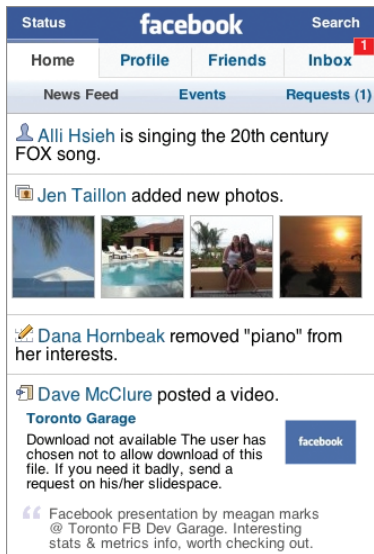 Status facebook Search
1
Home Profile Friends Inbox
News Feed Events Requests (1)
Alli Hsieh is singing the 20th century
FOX song.
Jen Taillon added new photos.
Dana Hornbeak removed "piano" from
her interests.
Dave McClure posted a video.
Toronto Garage
Download not available The user has
chosen not to allow download of this
file. If you need it badly, send a
request on his/her slidespace.
facebook
“ Facebook presentation by meagan marks
@ Toronto FB Dev Garage. Interesting
stats & metrics info, worth checking out.